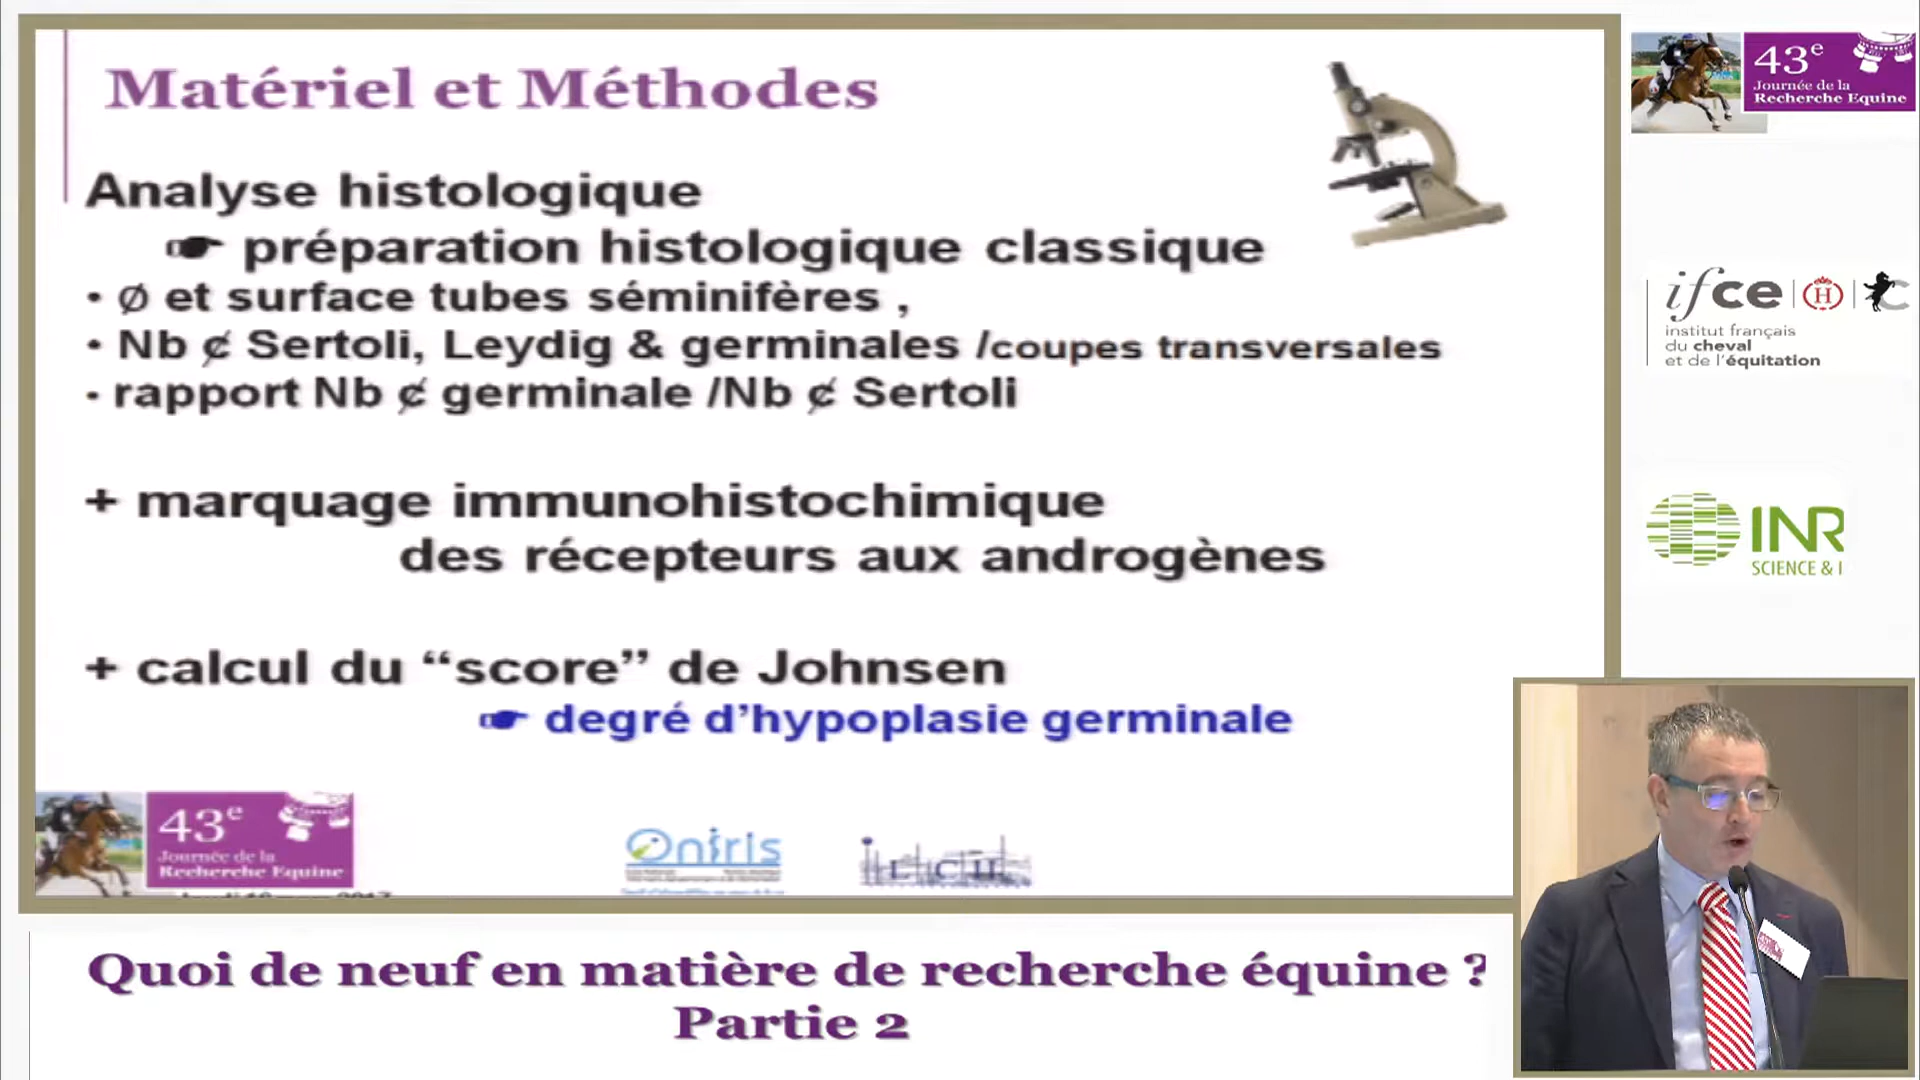 Matériel et Méthodes
Analyse histologique
☛ préparation histologique classique
• Ø et surface tubes séminifères ,
• Nb ȼ Sertoli, Leydig & germinales /coupes transversales
• rapport Nb ȼ germinale /Nb ȼ Sertoli
+ marquage immunohistochimique
des récepteurs aux androgènes
+ calcul du “score” de Johnsen
☛ degré d’hypoplasie germinale
43e
Journée de la
Recherche Equine
Oniris
LCH
43e
Journée de la
Recherche Equine
ifce | H | C
institut français
du cheval
et de l'équitation
INR
SCIENCE & I
Quoi de neuf en matière de recherche équine ?
Partie 2